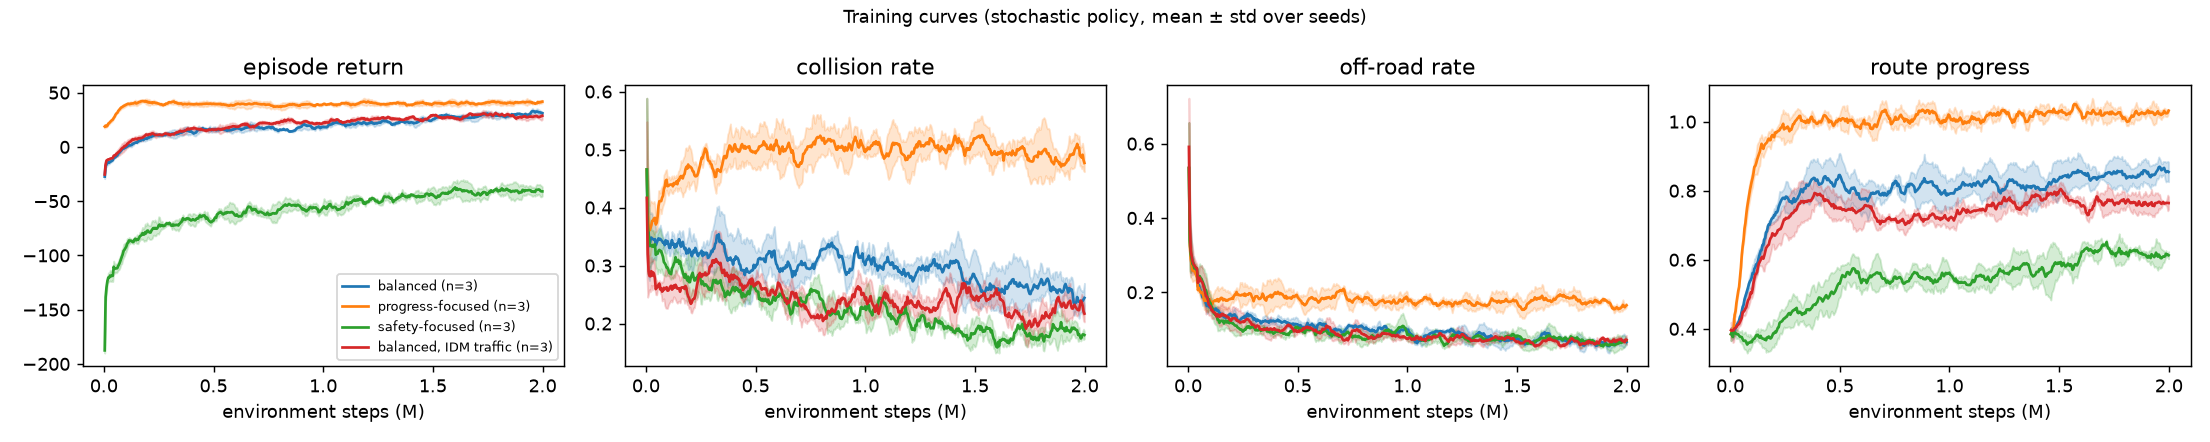 Training curves (stochastic policy, mean ± std over seeds)
episode return
50
0
−50
−100
−150
−200
0.0 0.5 1.0 1.5 2.0
environment steps (M)
balanced (n=3)
progress-focused (n=3)
safety-focused (n=3)
balanced, IDM traffic (n=3)
collision rate
0.6
0.5
0.4
0.3
0.2
0.0 0.5 1.0 1.5 2.0
environment steps (M)
off-road rate
0.6
0.4
0.2
0.0 0.5 1.0 1.5 2.0
environment steps (M)
route progress
1.0
0.8
0.6
0.4
0.0 0.5 1.0 1.5 2.0
environment steps (M)